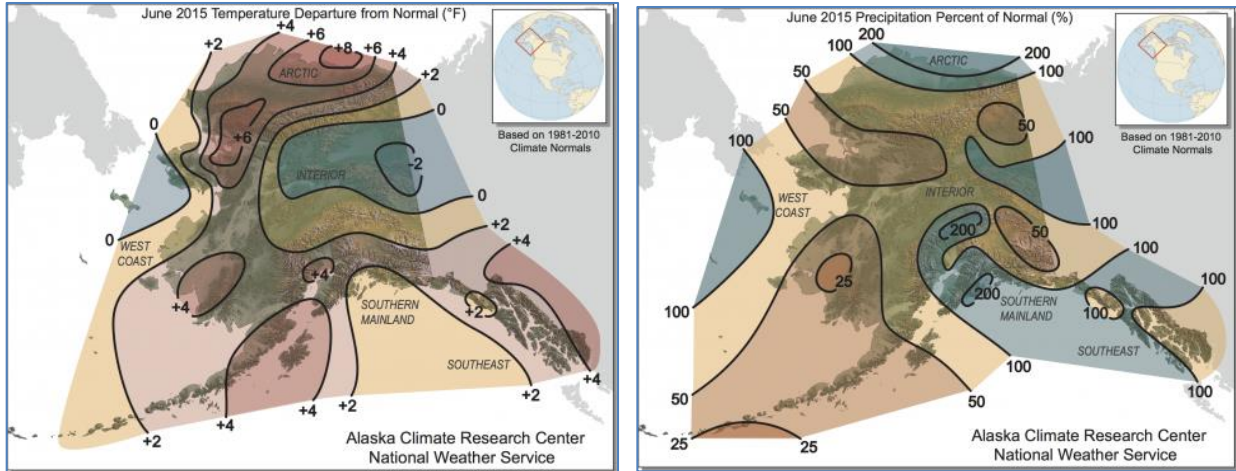 June 2015 Temperature Departure from Normal (°F)
+4
+2
+6
+8
+6
+4
+2
ARCTIC
0
0
+6
Based on 1981-2010
Climate Normals
-2
INTERIOR
0
0
WEST
COAST
+2
+4
+4
+4
SOUTHERN
MAINLAND
+2
SOUTHEAST
+4
+2
+2
+4
+4
+2
Alaska Climate Research Center
National Weather Service
June 2015 Precipitation Percent of Normal (%)
200
100
200
ARCTIC
100
50
50
50
Based on 1981-2010
Climate Normals
100
100
WEST
COAST
INTERIOR
100
200
50
100
25
200
100
SOUTHERN
MAINLAND
100
100
SOUTHEAST
100
100
50
50
25
25
Alaska Climate Research Center
National Weather Service